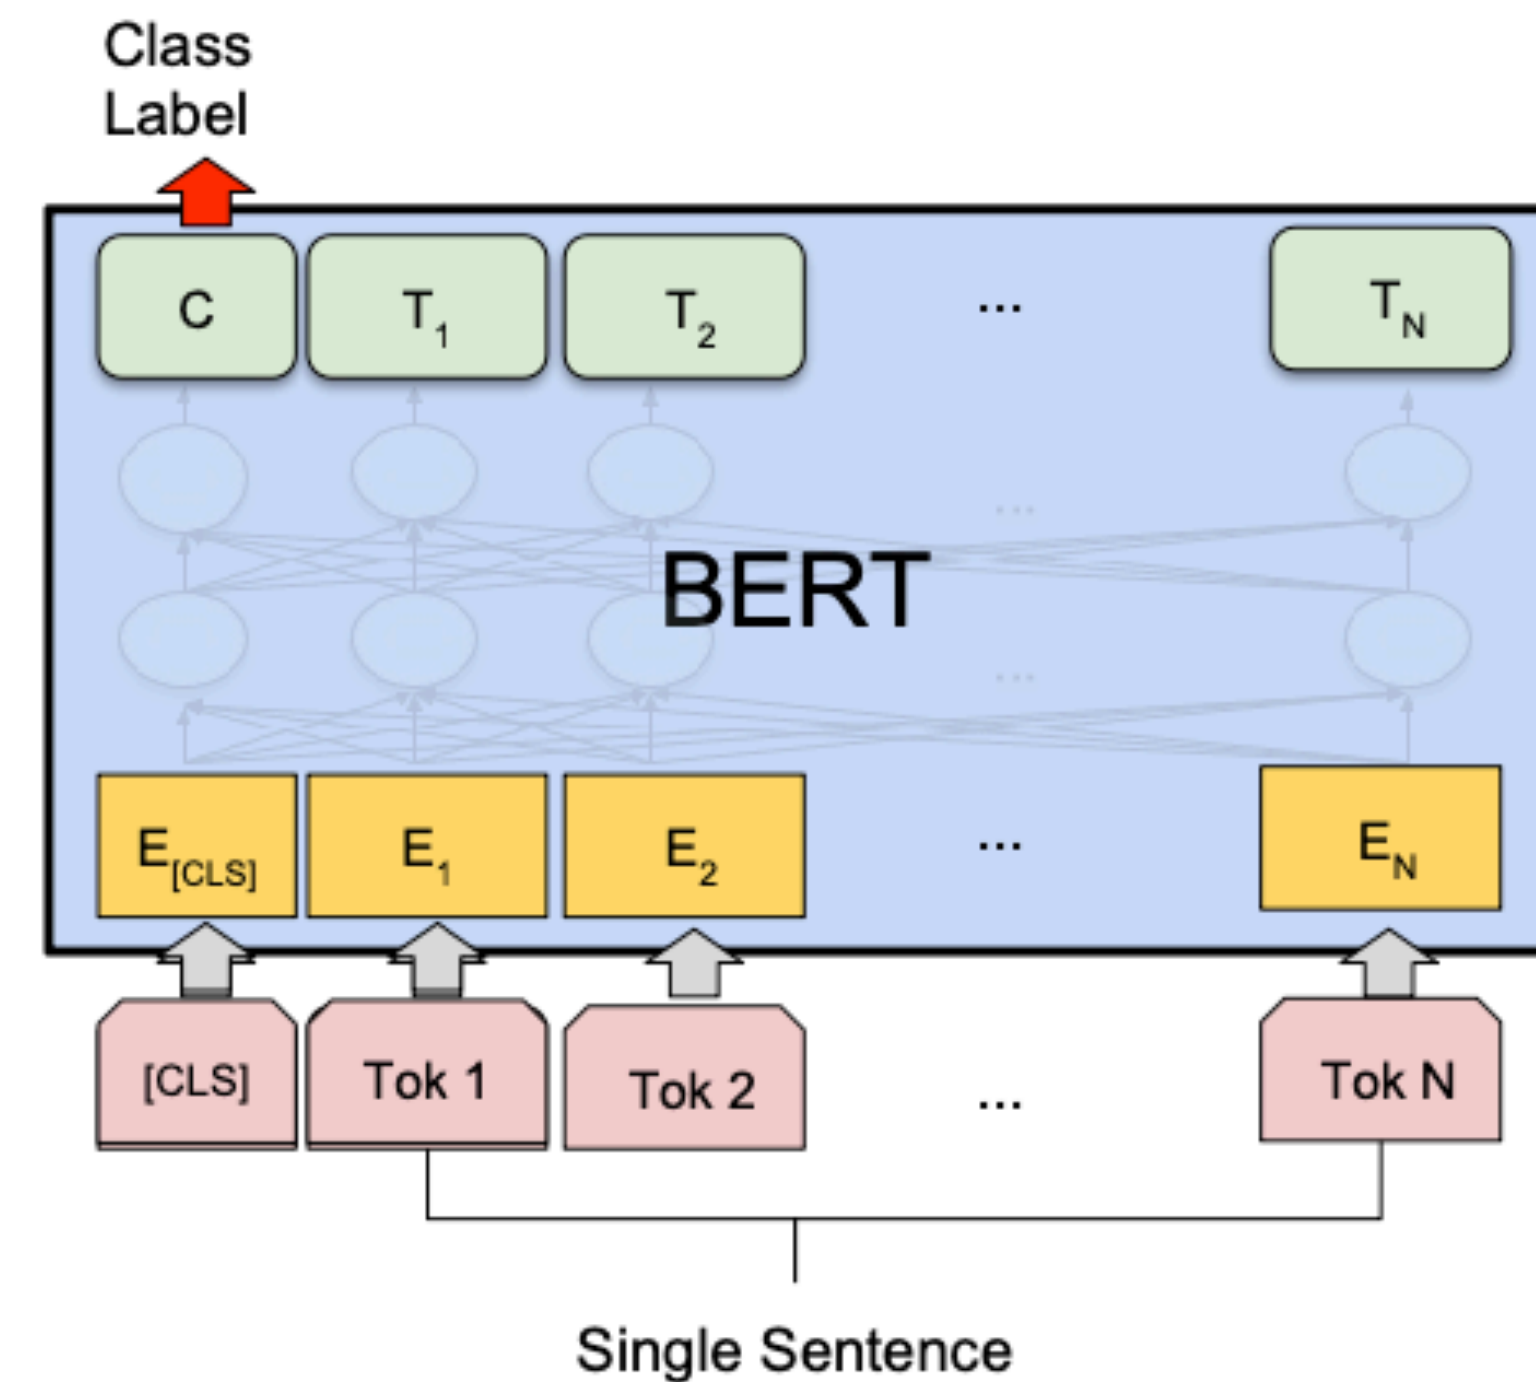 Class
Label
C T1 T2 ... TN
...
BERT
...
E[CLS] E1 E2 ... EN
[CLS] Tok 1 Tok 2 ... Tok N
Single Sentence